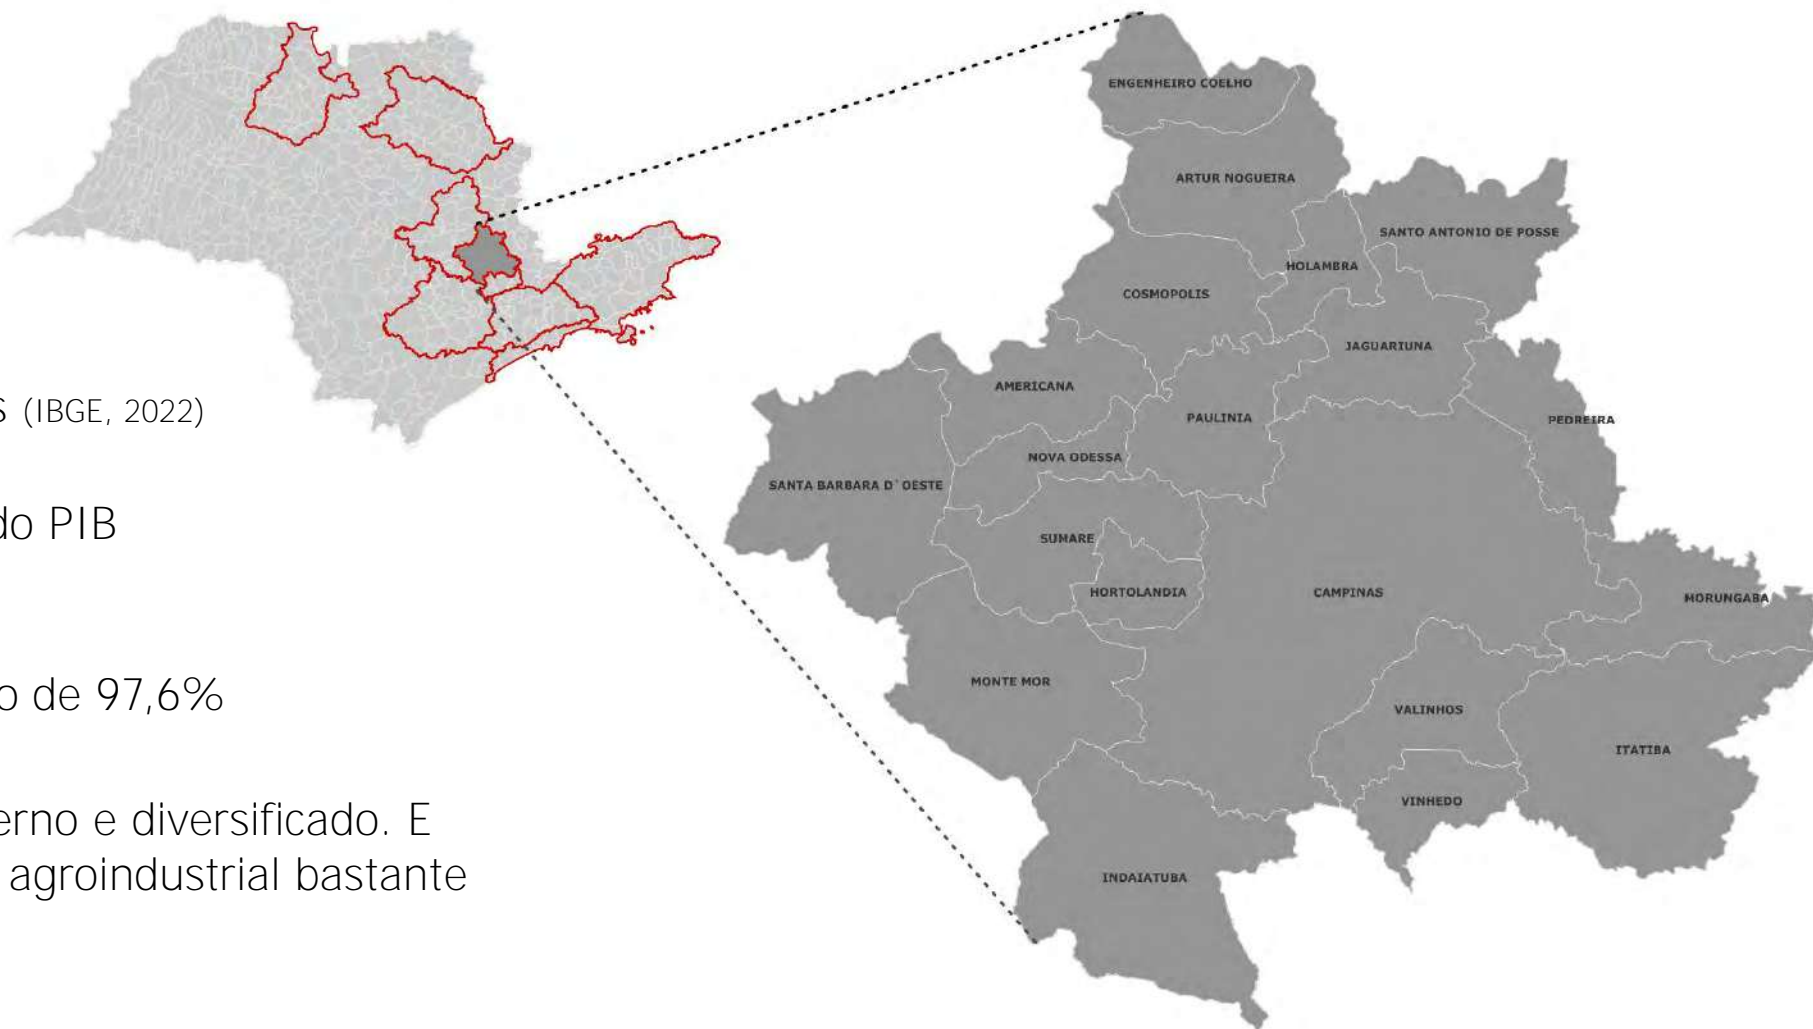 s (IBGE, 2022)
do PIB
o de 97,6%
erno e diversificado. E
agroindustrial bastante
ENGENHEIRO COELHO
ARTUR NOGUEIRA
SANTO ANTONIO DE POSSE
HOLAMBRA
COSMOPOLIS
JAGUARIUNA
AMERICANA
PAULINIA
PEDREIRA
NOVA ODESSA
SANTA BARBARA D`OESTE
SUMARE
HORTOLANDIA
CAMPINAS
MORUNGABA
MONTE MOR
VALINHOS
ITATIBA
VINHEDO
INDAIATUBA